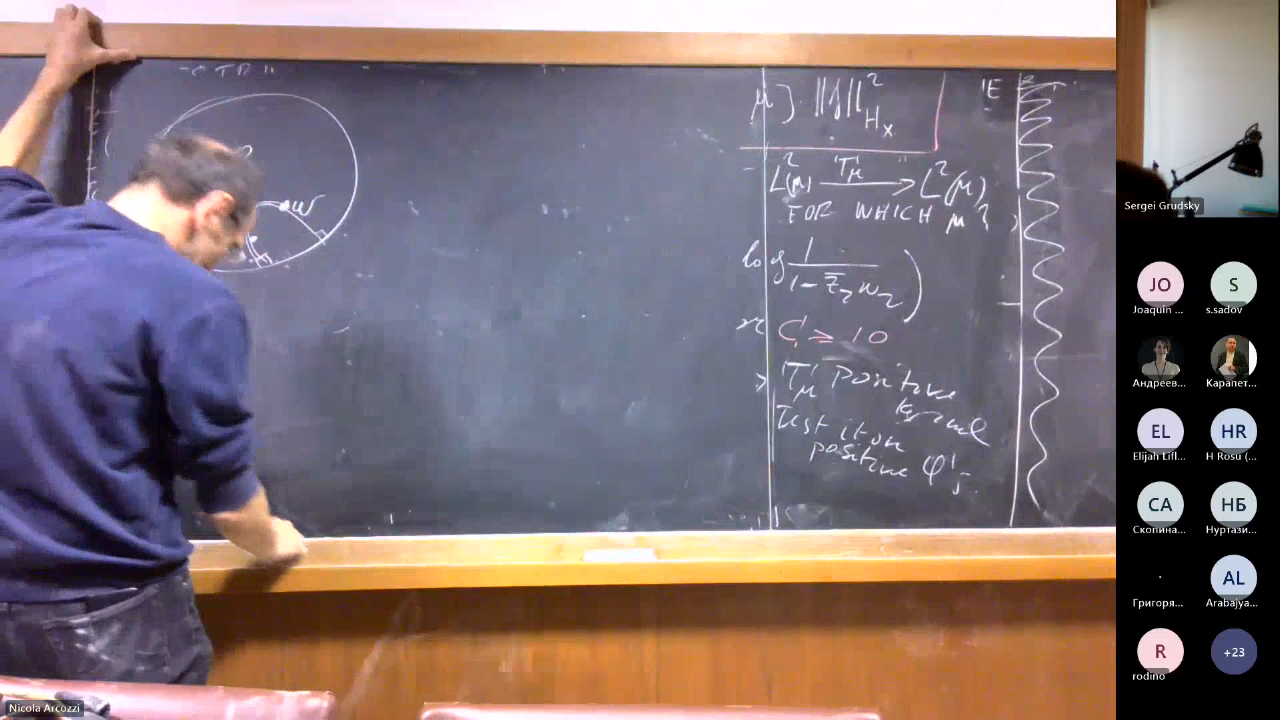 w
μ} ||f||²_{H_x}
L²(μ) T_μ → L²(μ)
FOR WHICH μ?
log 1/(1-z̄₂w₂))
C ≥ 10
T_μ positive
kernel
Test it on
positive φ's
Nicola Arcozzi
Sergei Grudsky
JO
S
Joaquin ...
s.sadov
Андреев...
Карапет...
EL
HR
Elijah Lifl...
H Rosu (...
СА
НБ
Скопина...
Нуртази...
AL
Григоря...
Arabajya...
R
+23
rodino